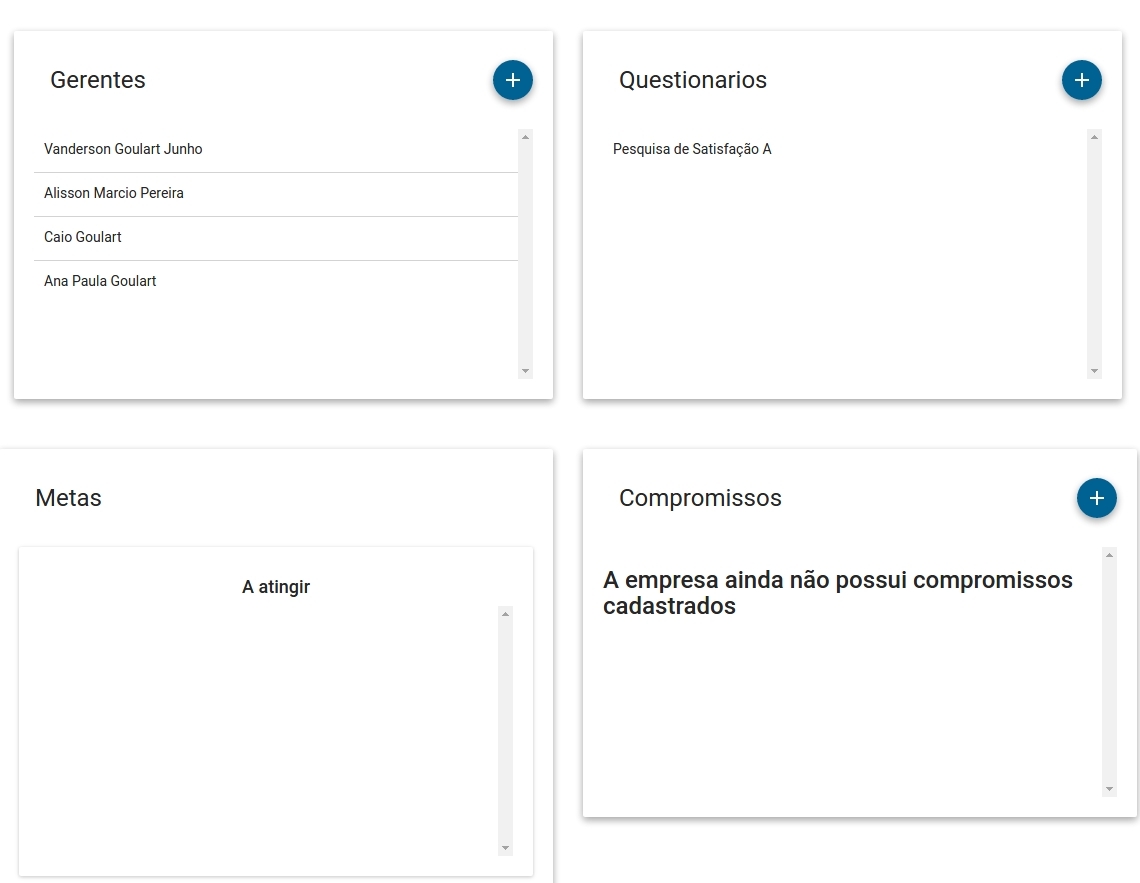 Gerentes
Vanderson Goulart Junho
Alisson Marcio Pereira
Caio Goulart
Ana Paula Goulart
Questionarios
Pesquisa de Satisfação A
Metas
A atingir
Compromissos
A empresa ainda não possui compromissos
cadastrados